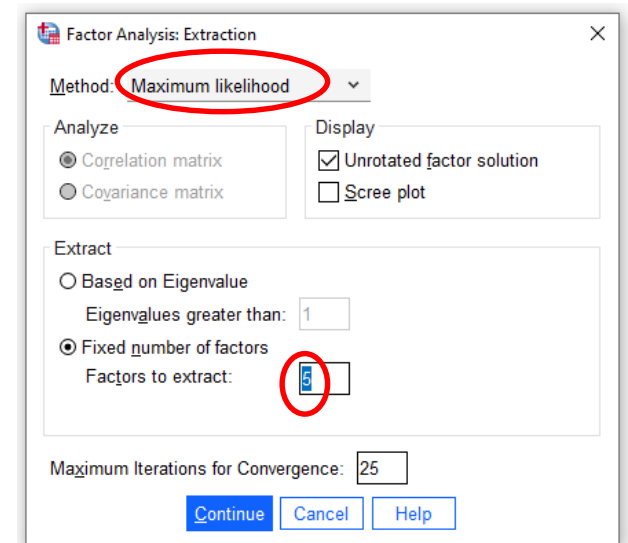 Factor Analysis: Extraction
Method: Maximum likelihood
Analyze Display
Correlation matrix Unrotated factor solution
Covariance matrix Scree plot
Extract
Based on Eigenvalue
Eigenvalues greater than: 1
Fixed number of factors
Factors to extract: 5
Maximum Iterations for Convergence: 25
Continue Cancel Help